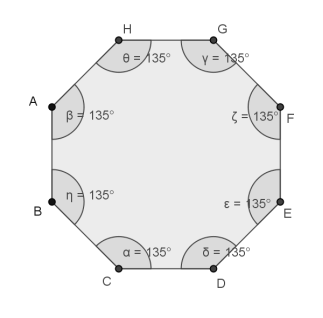 H
G
θ = 135°
γ = 135°
A
β = 135°
ζ = 135°
F
B
η = 135°
ε = 135°
E
α = 135°
δ = 135°
C
D